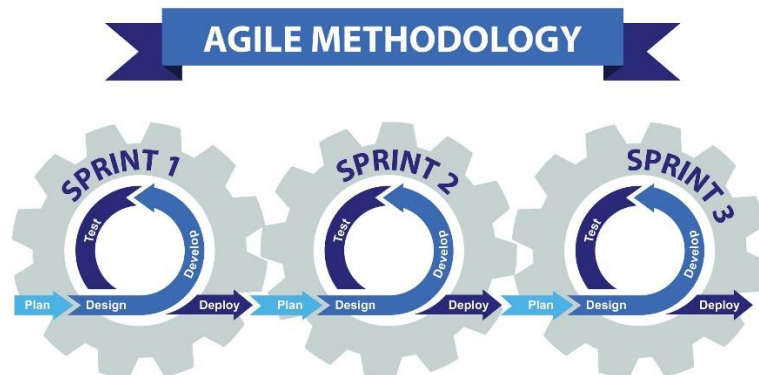 AGILE METHODOLOGY
SPRINT 1
Test
Develop
Plan
Design
Deploy
SPRINT 2
Test
Develop
Plan
Design
Deploy
SPRINT 3
Test
Develop
Plan
Design
Deploy